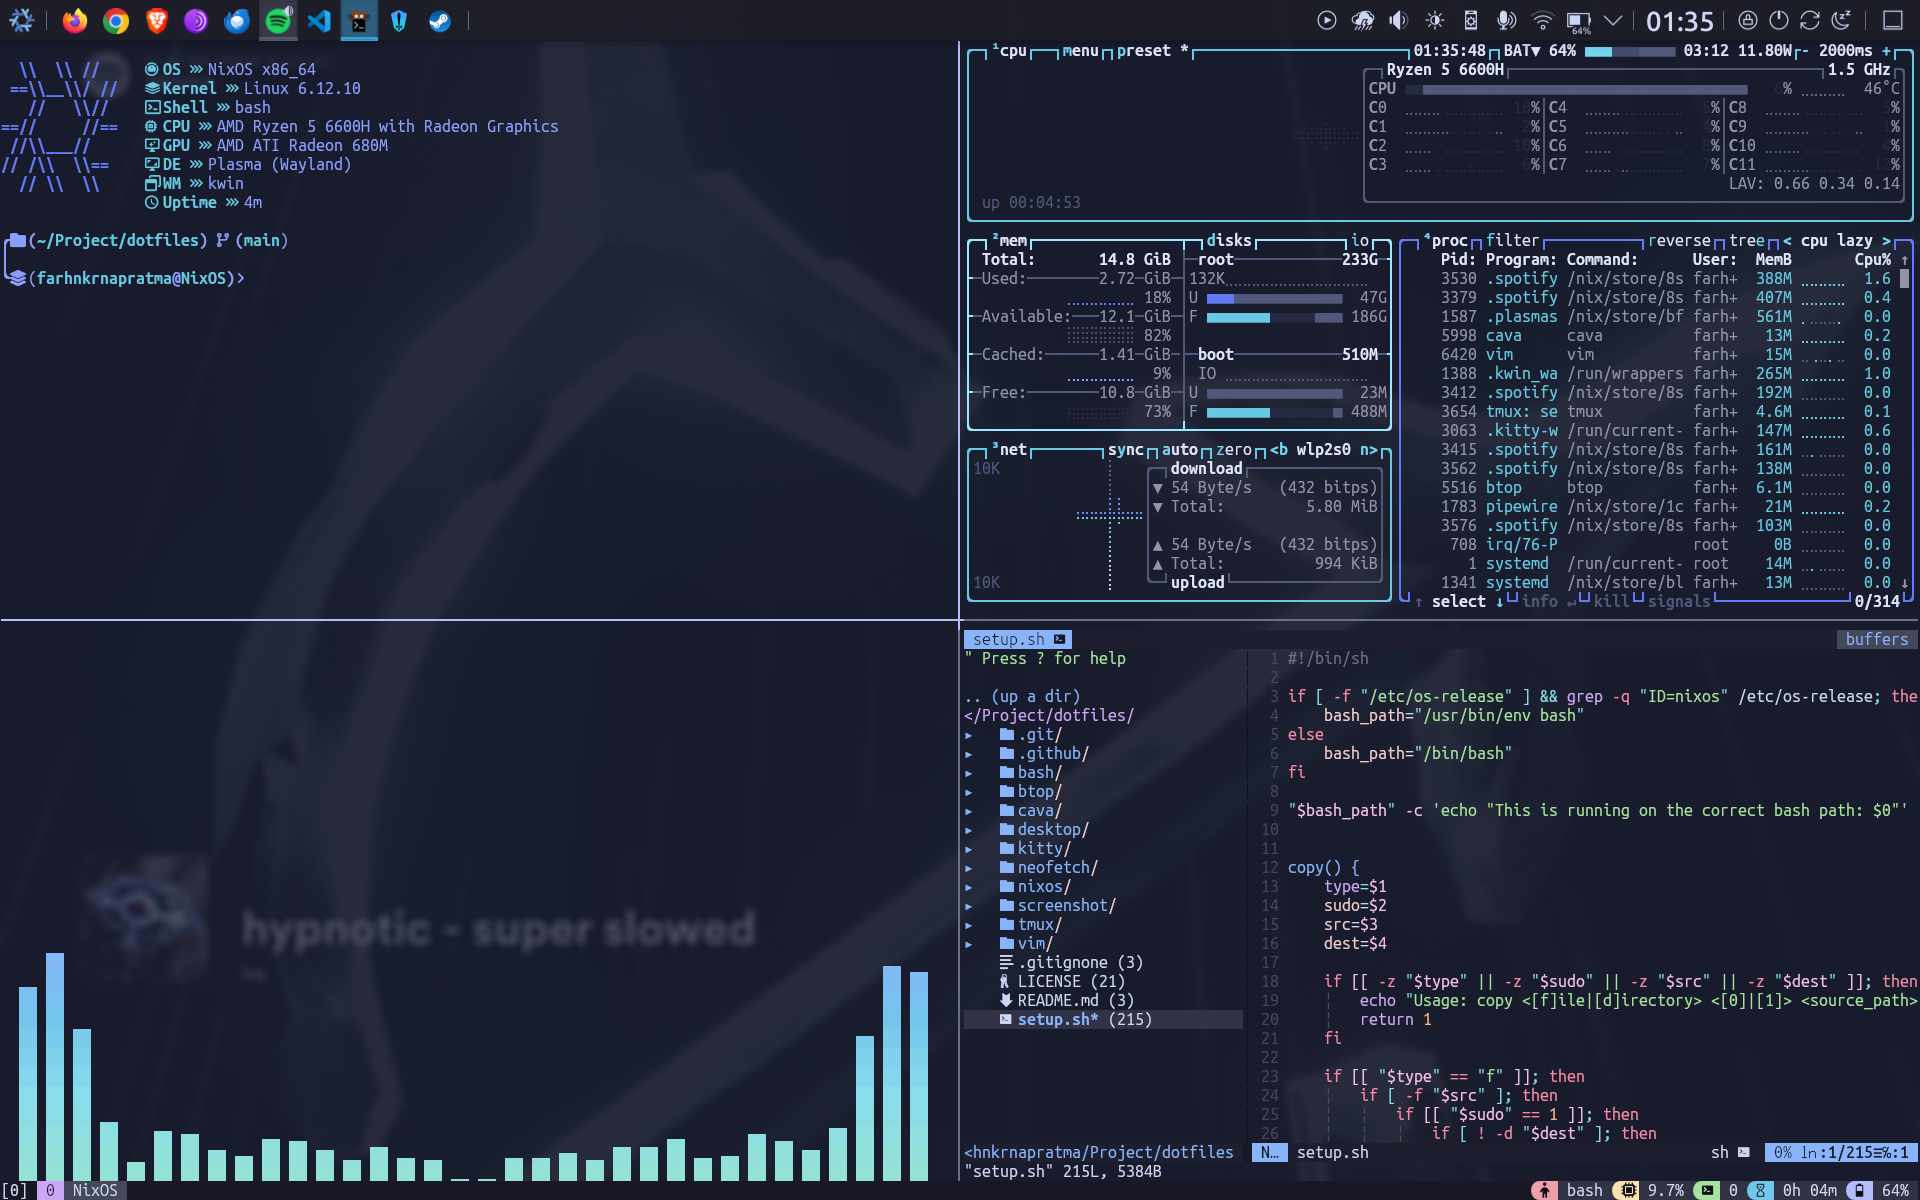 64%
01:35
OS ⋙ NixOS x86_64
Kernel ⋙ Linux 6.12.10
Shell ⋙ bash
CPU ⋙ AMD Ryzen 5 6600H with Radeon Graphics
GPU ⋙ AMD ATI Radeon 680M
DE ⋙ Plasma (Wayland)
WM ⋙ kwin
Uptime ⋙ 4m
(~/Project/dotfiles) (main)
(farhnkrnapratma@NixOS)>
¹cpu menu preset * 01:35:48 BAT▼ 64% 03:12 11.80W - 2000ms +
Ryzen 5 6600H 1.5 GHz
CPU 6% 46°C
C0 10% C4 % C8 5%
C1 2% C5 4% C9 1%
C2 10% C6 8% C10 4%
C3 6% C7 7% C11 12%
LAV: 0.66 0.34 0.14
up 00:04:53
²mem disks io
Total: 14.8 GiB
Used: 2.72 GiB
18%
Available: 12.1 GiB
82%
Cached: 1.41 GiB
9%
Free: 10.8 GiB
73%
root 233G
132K
U 47G
F 186G
boot 510M
IO
U 23M
F 488M
³net sync auto zero <b wlp2s0 n>
10K
download
▼ 54 Byte/s (432 bitps)
▼ Total: 5.80 MiB
▲ 54 Byte/s (432 bitps)
▲ Total: 994 KiB
10K
upload
⁴proc filter reverse tree < cpu lazy >
Pid: Program: Command: User: MemB Cpu% ↑
3530 .spotify /nix/store/8s farh+ 388M 1.6
3379 .spotify /nix/store/8s farh+ 407M 0.4
1587 .plasmas /nix/store/bf farh+ 561M 0.0
5998 cava cava farh+ 13M 0.2
6420 vim vim farh+ 15M 0.0
1388 .kwin_wa /run/wrappers farh+ 265M 1.0
3412 .spotify /nix/store/8s farh+ 192M 0.0
3654 tmux: se tmux farh+ 4.6M 0.1
3063 .kitty-w /run/current- farh+ 147M 0.6
3415 .spotify /nix/store/8s farh+ 161M 0.0
3562 .spotify /nix/store/8s farh+ 138M 0.0
5516 btop btop farh+ 6.1M 0.0
1783 pipewire /nix/store/1c farh+ 21M 0.2
3576 .spotify /nix/store/8s farh+ 103M 0.0
708 irq/76-P root 0B 0.0
1 systemd /run/current- root 14M 0.0
1341 systemd /nix/store/bl farh+ 13M 0.0 ↓
↑ select ↓ info ↵ kill signals 0/314
hypnotic - super slowed
setup.sh
buffers
" Press ? for help
.. (up a dir)
</Project/dotfiles/
▸ .git/
▸ .github/
▸ bash/
▸ btop/
▸ cava/
▸ desktop/
▸ kitty/
▸ neofetch/
▸ nixos/
▸ screenshot/
▸ tmux/
▸ vim/
.gitignone (3)
LICENSE (21)
README.md (3)
setup.sh* (215)
1 #!/bin/sh
2
3 if [ -f "/etc/os-release" ] && grep -q "ID=nixos" /etc/os-release; the
4 bash_path="/usr/bin/env bash"
5 else
6 bash_path="/bin/bash"
7 fi
8
9 "$bash_path" -c 'echo "This is running on the correct bash path: $0"'
10
11
12 copy() {
13 type=$1
14 sudo=$2
15 src=$3
16 dest=$4
17
18 if [[ -z "$type" || -z "$sudo" || -z "$src" || -z "$dest" ]]; then
19 echo "Usage: copy <[f]ile|[d]irectory> <[0]|[1]> <source_path>
20 return 1
21 fi
22
23 if [[ "$type" == "f" ]]; then
24 if [ -f "$src" ]; then
25 if [[ "$sudo" == 1 ]]; then
26 if [ ! -d "$dest" ]; then
<hnkrnapratma/Project/dotfiles N… setup.sh sh 0% ln:1/215≡%:1
"setup.sh" 215L, 5384B
[0] 0 NixOS bash 9.7% 0 0h 04m 64%